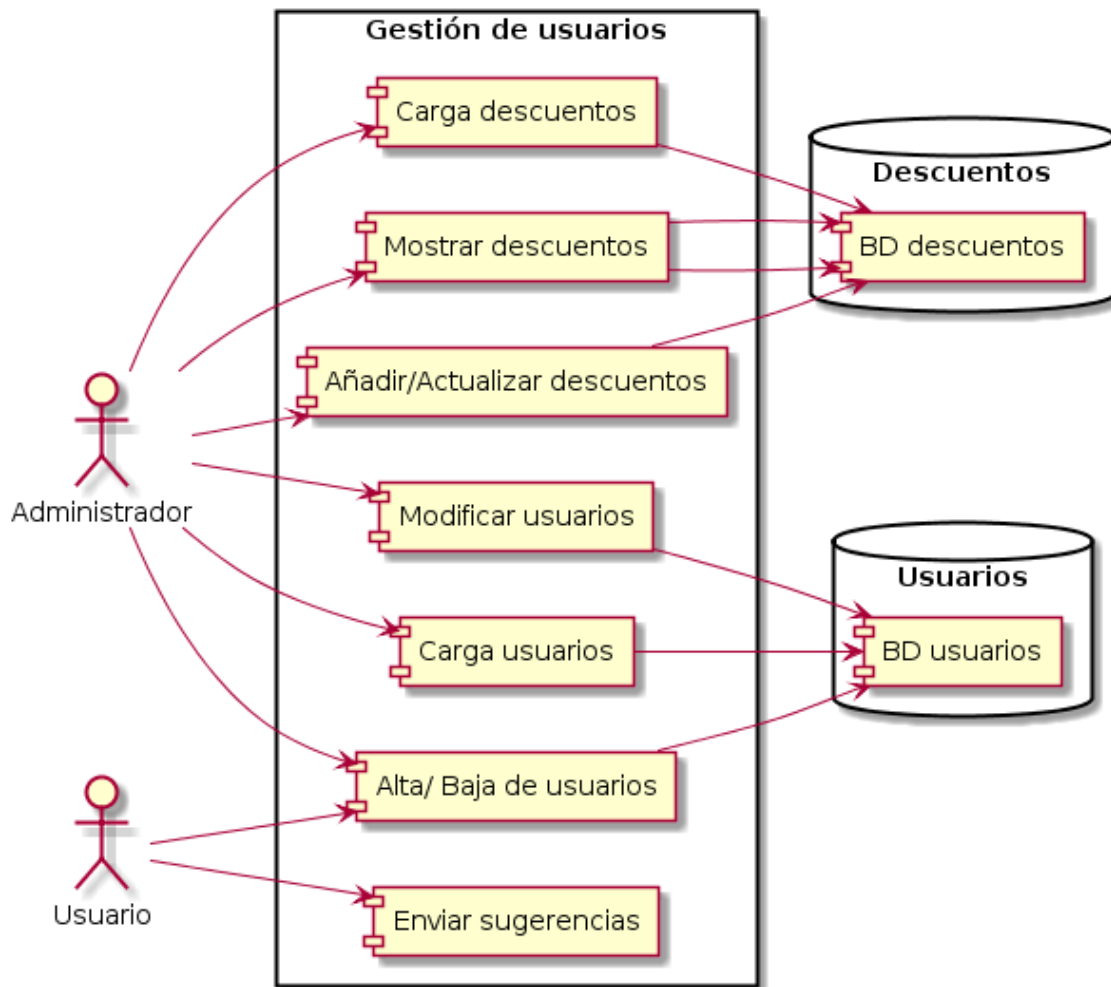 Gestión de usuarios
Carga descuentos
Descuentos
Mostrar descuentos
BD descuentos
Añadir/Actualizar descuentos
Administrador
Modificar usuarios
Usuarios
Carga usuarios
BD usuarios
Alta/ Baja de usuarios
Usuario
Enviar sugerencias